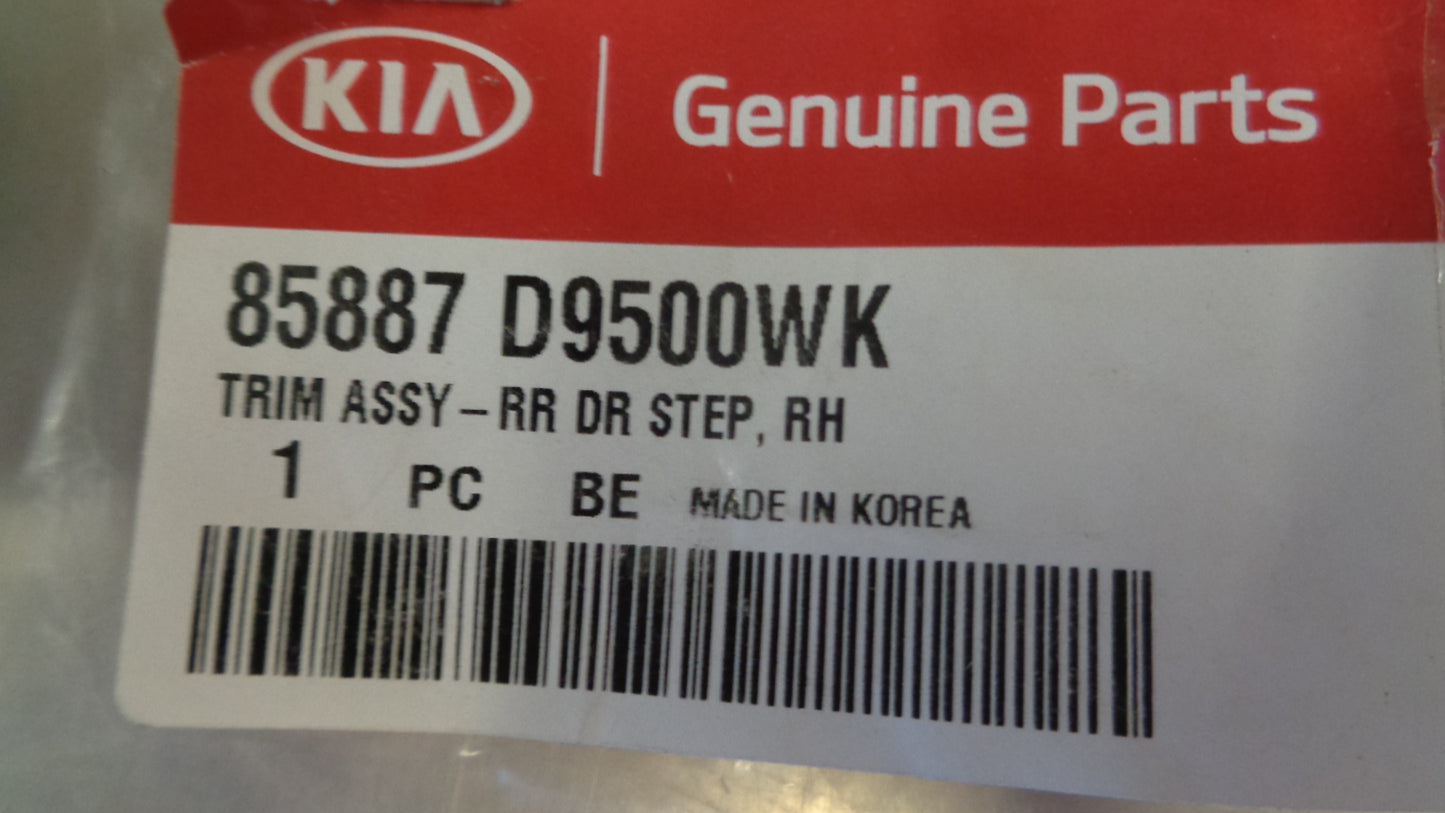 KIA Genuine Parts
85887 D9500WK
TRIM ASSY-RR DR STEP, RH
1 PC BE MADE IN KOREA